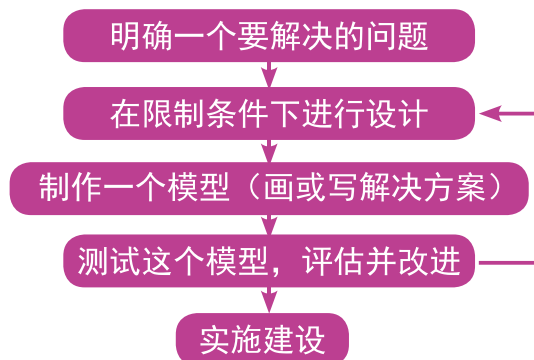 明确一个要解决的问题
在限制条件下进行设计
制作一个模型（画或写解决方案）
测试这个模型，评估并改进
实施建设